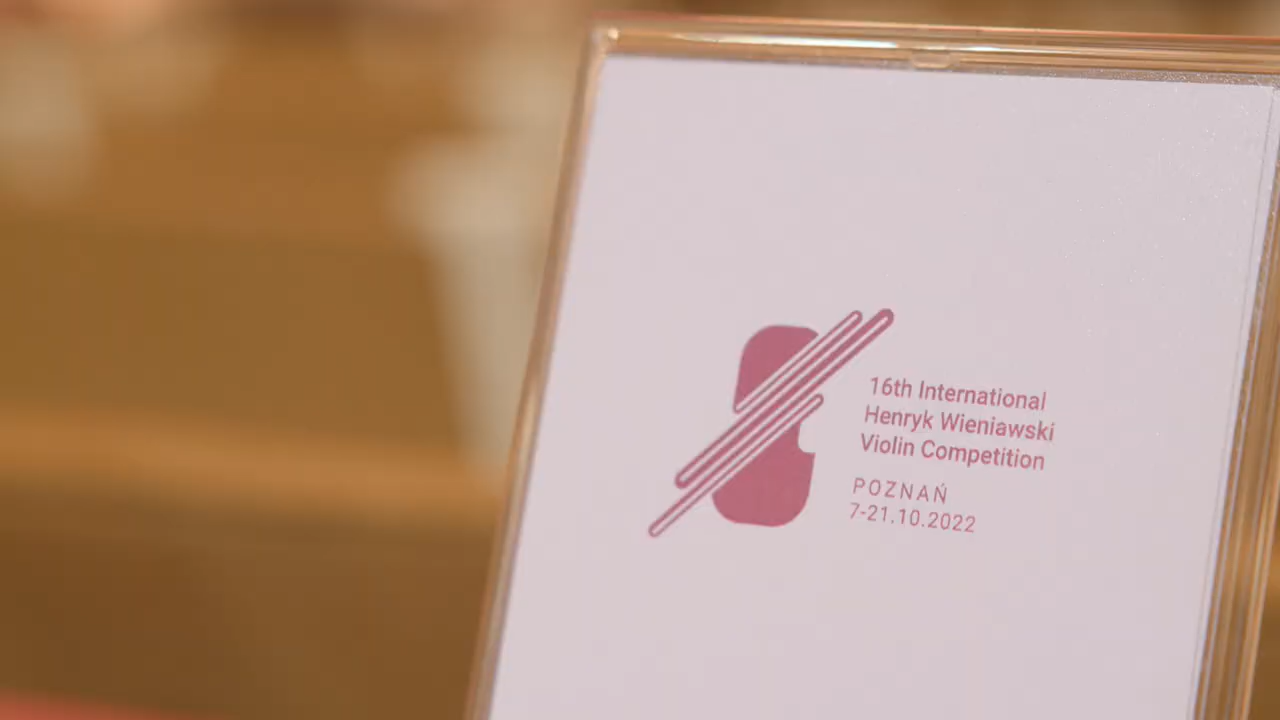 16th International
Henryk Wieniawski
Violin Competition
POZNAŃ
7-21.10.2022